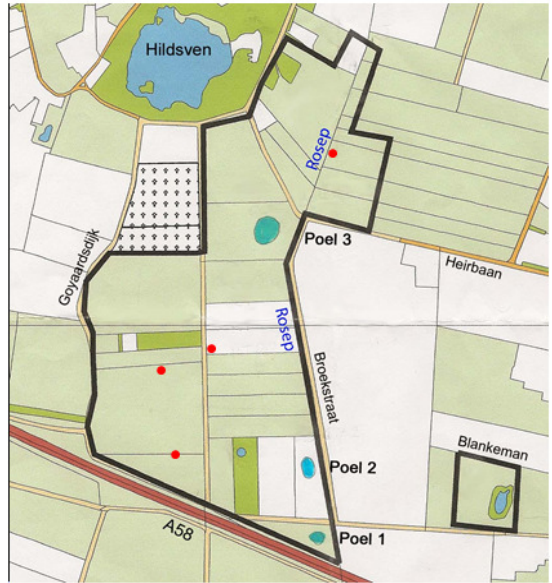 Hildsven
Rosep
Goyaardsdijk
Poel 3
Heirbaan
Rosep
Broekstraat
Blankeman
Poel 2
A58
Poel 1